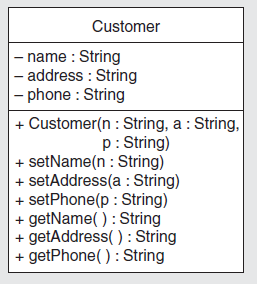 Customer
– name : String
– address : String
– phone : String
+ Customer(n : String, a : String,
p : String)
+ setName(n : String)
+ setAddress(a : String)
+ setPhone(p : String)
+ getName( ) : String
+ getAddress( ) : String
+ getPhone( ) : String